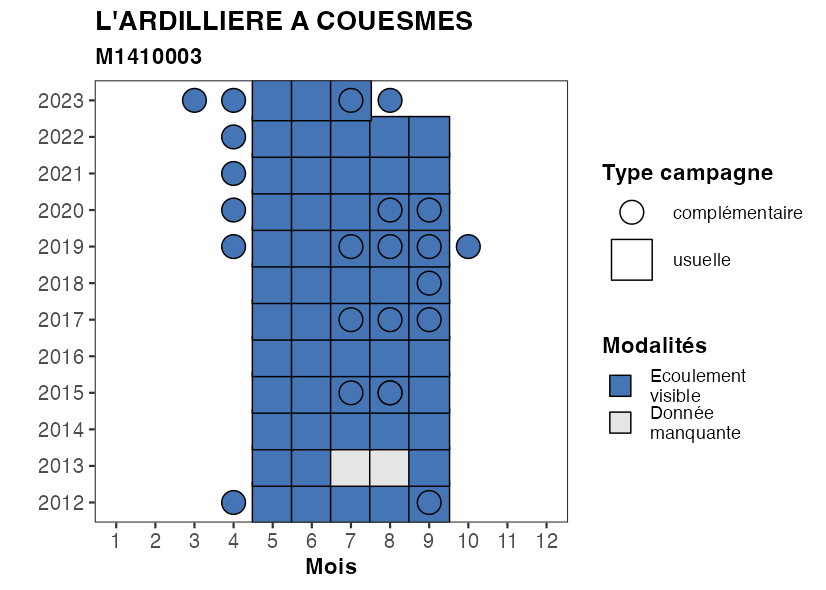 L'ARDILLIERE A COUESMES
M1410003
2023
2022
2021
2020
2019
2018
2017
2016
2015
2014
2013
2012
1 2 3 4 5 6 7 8 9 10 11 12
Mois
Type campagne
complémentaire
usuelle
Modalités
Ecoulement
visible
Donnée
manquante